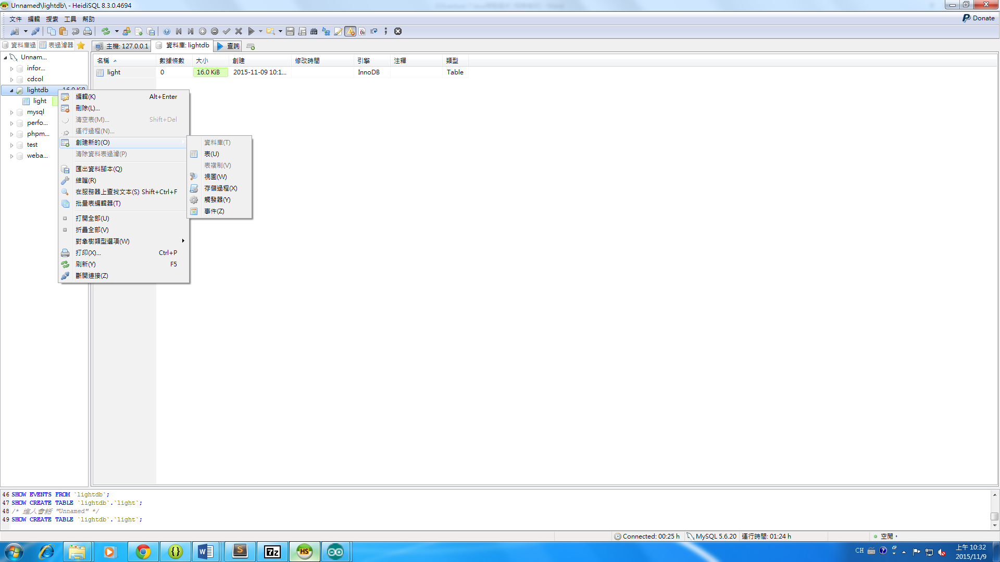 Unnamed\lightdb\ - HeidiSQL 8.3.0.4694
文件 編輯 搜索 工具 幫助
Donate
資料庫過 表過濾器
主機: 127.0.0.1 資料庫: lightdb 查詢
Unnam...
infor...
cdcol
lightdb 16.0 KiB
light
mysql
perfo...
phpm...
test
weba...
名稱 數據條數 大小 創建 修改時間 引擎 注釋 類型
light 0 16.0 KiB 2015-11-09 10:1... InnoDB Table
編輯(K) Alt+Enter
刪除(L)...
清空表(M)... Shift+Del
運行過程(N)...
創建新的(O)
清除資料表過濾(P)
匯出資料腳本(Q)
維護(R)
在服務器上查找文本(S) Shift+Ctrl+F
批量表編輯器(T)
打開全部(U)
折疊全部(V)
對象樹類型選項(W)
打印(X)... Ctrl+P
刷新(Y) F5
斷開連接(Z)
資料庫(T)
表(U)
表複制(V)
視圖(W)
存儲過程(X)
觸發器(Y)
事件(Z)
46 SHOW EVENTS FROM `lightdb`;
47 SHOW CREATE TABLE `lightdb`.`light`;
48 /* 進入會話 "Unnamed" */
49 SHOW CREATE TABLE `lightdb`.`light`;
Connected: 00:25 h MySQL 5.6.20 運行時間: 01:24 h 空閒。
CH 上午 10:32
2015/11/9